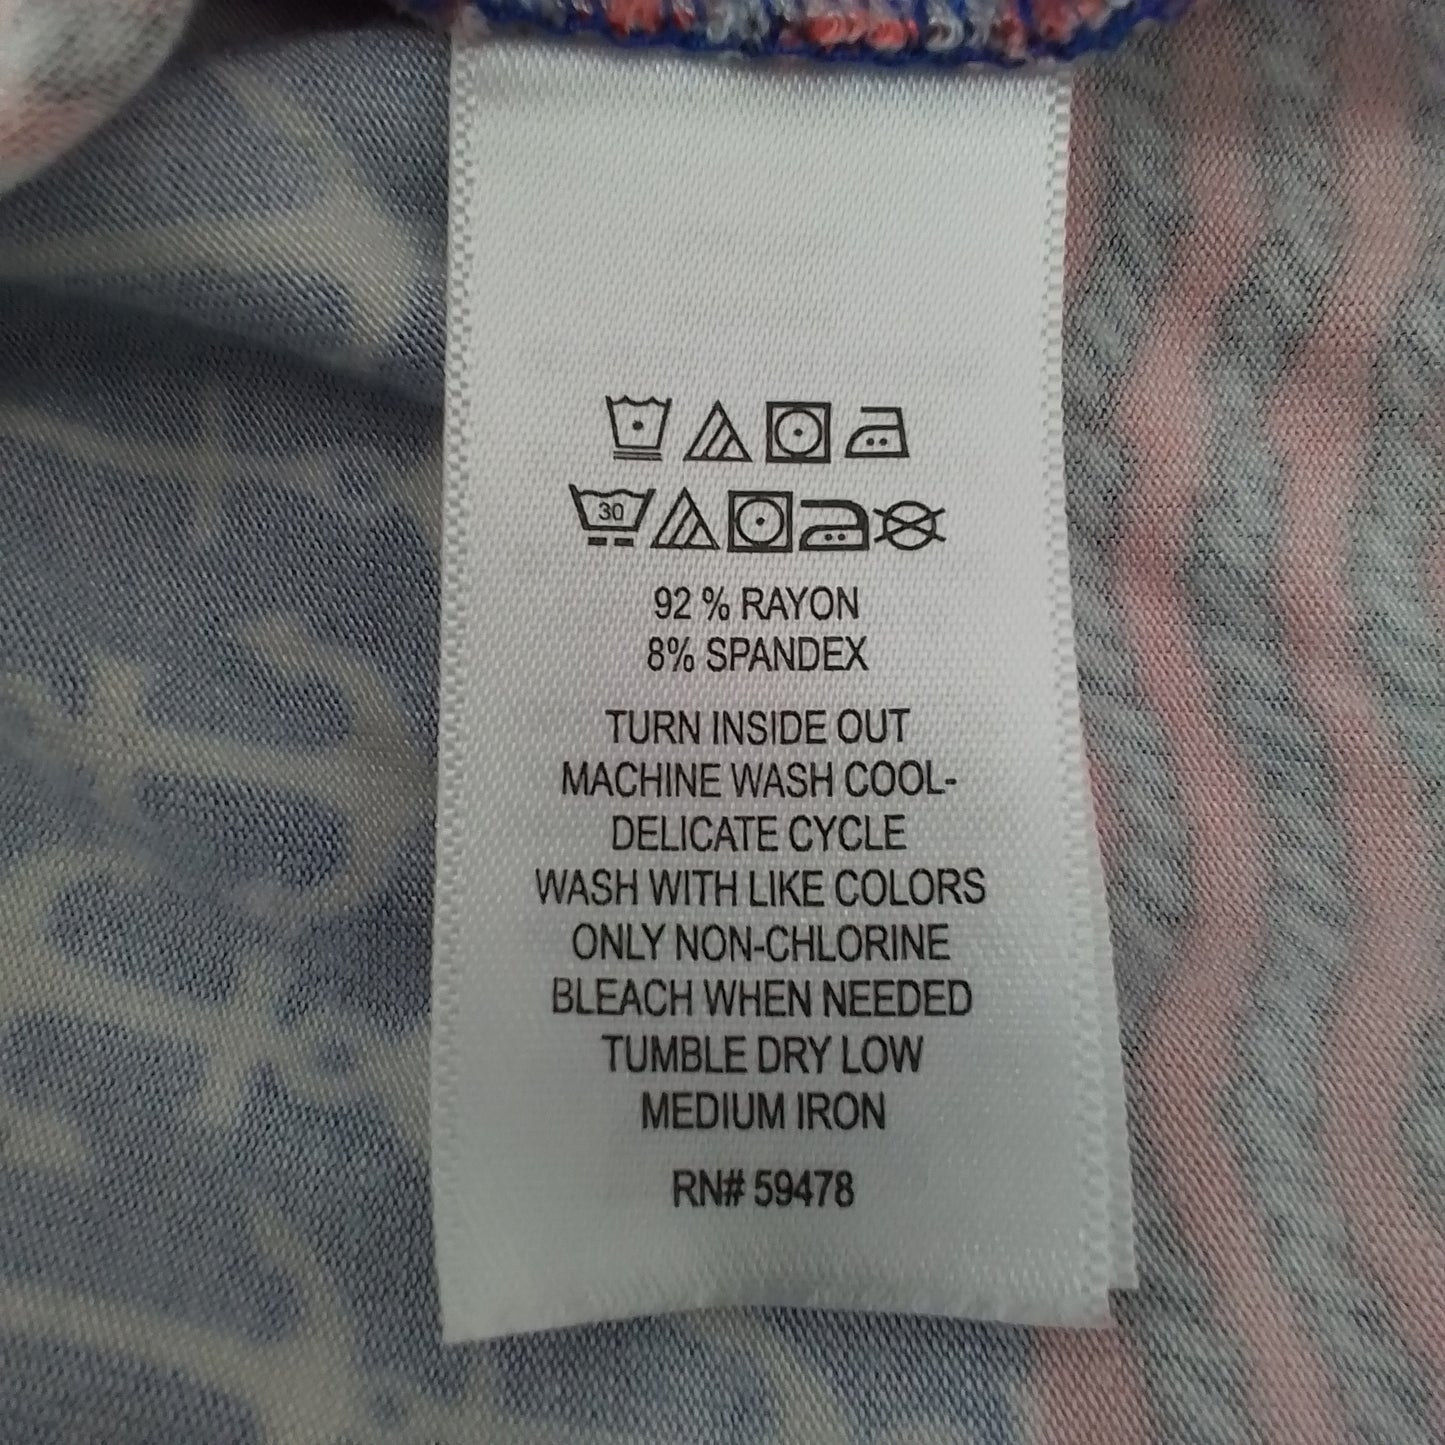 30
92 % RAYON
8% SPANDEX
TURN INSIDE OUT
MACHINE WASH COOL-
DELICATE CYCLE
WASH WITH LIKE COLORS
ONLY NON-CHLORINE
BLEACH WHEN NEEDED
TUMBLE DRY LOW
MEDIUM IRON
RN# 59478